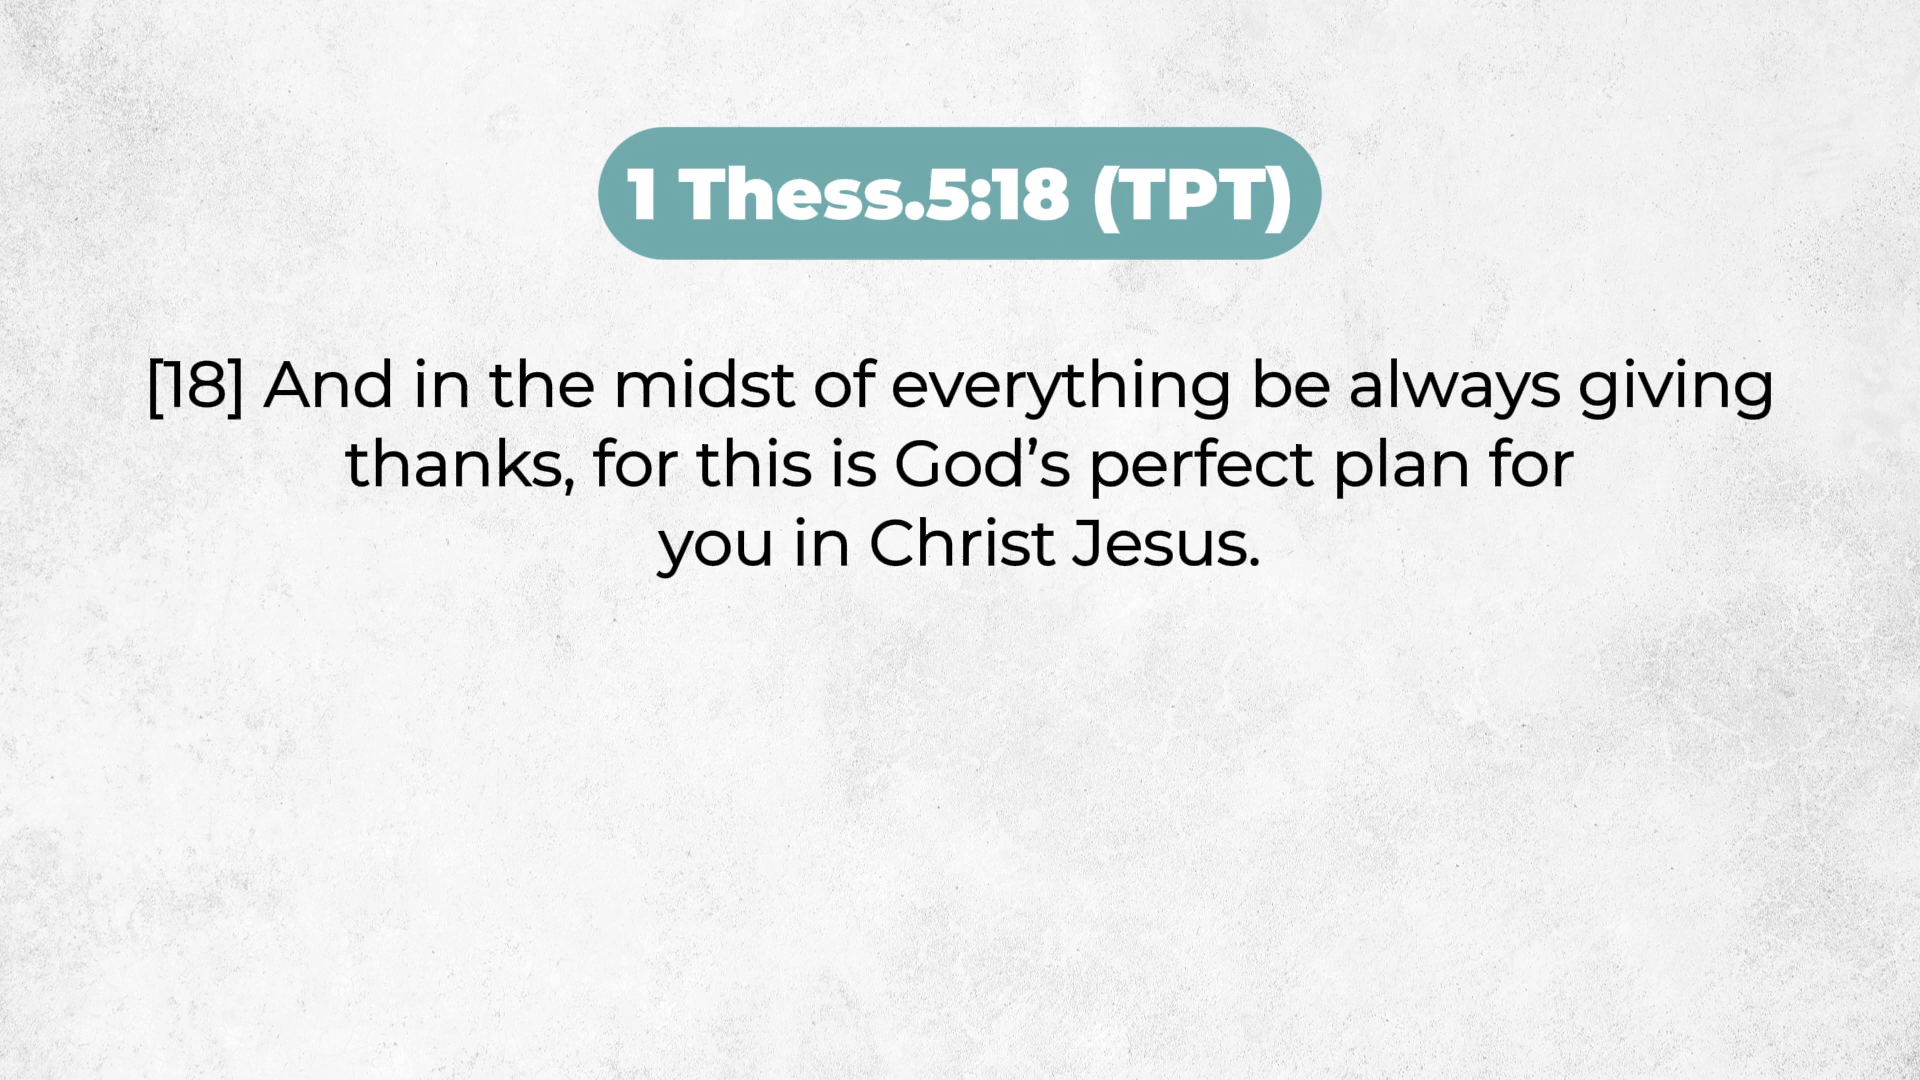 1 Thess.5:18 (TPT)
[18] And in the midst of everything be always giving
thanks, for this is God’s perfect plan for
you in Christ Jesus.